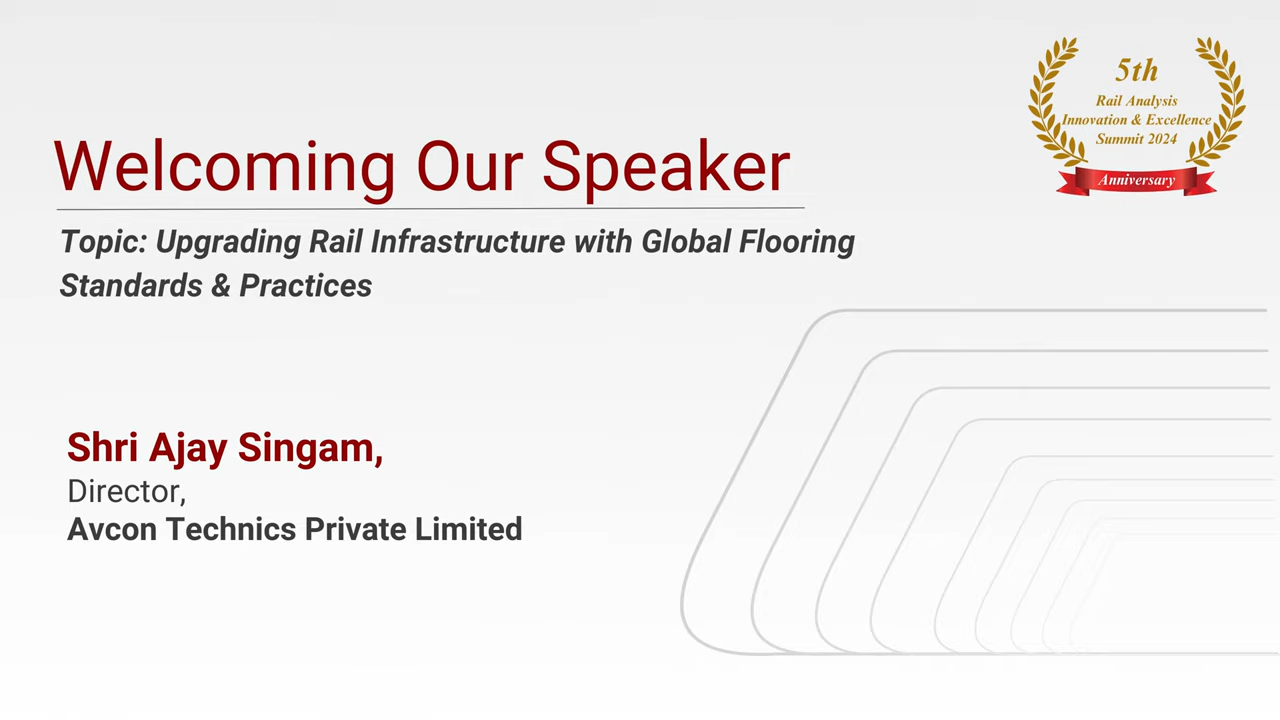 5th
Rail Analysis
Innovation & Excellence
Summit 2024
Anniversary
Welcoming Our Speaker
Topic: Upgrading Rail Infrastructure with Global Flooring
Standards & Practices
Shri Ajay Singam,
Director,
Avcon Technics Private Limited